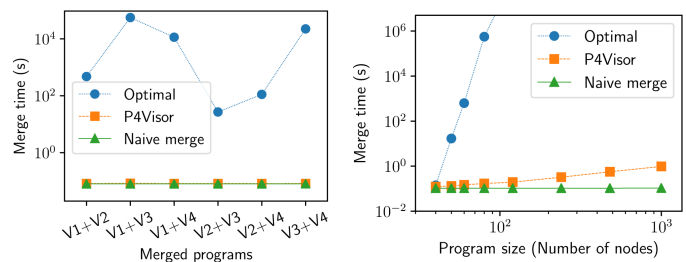 Merge time (s)
10^4
10^2
10^0
Optimal
P4Visor
Naive merge
V1+V2
V1+V3
V1+V4
V2+V3
V2+V4
V3+V4
Merged programs
Merge time (s)
10^6
10^4
10^2
10^0
10^−2
Optimal
P4Visor
Naive merge
10^2
10^3
Program size (Number of nodes)